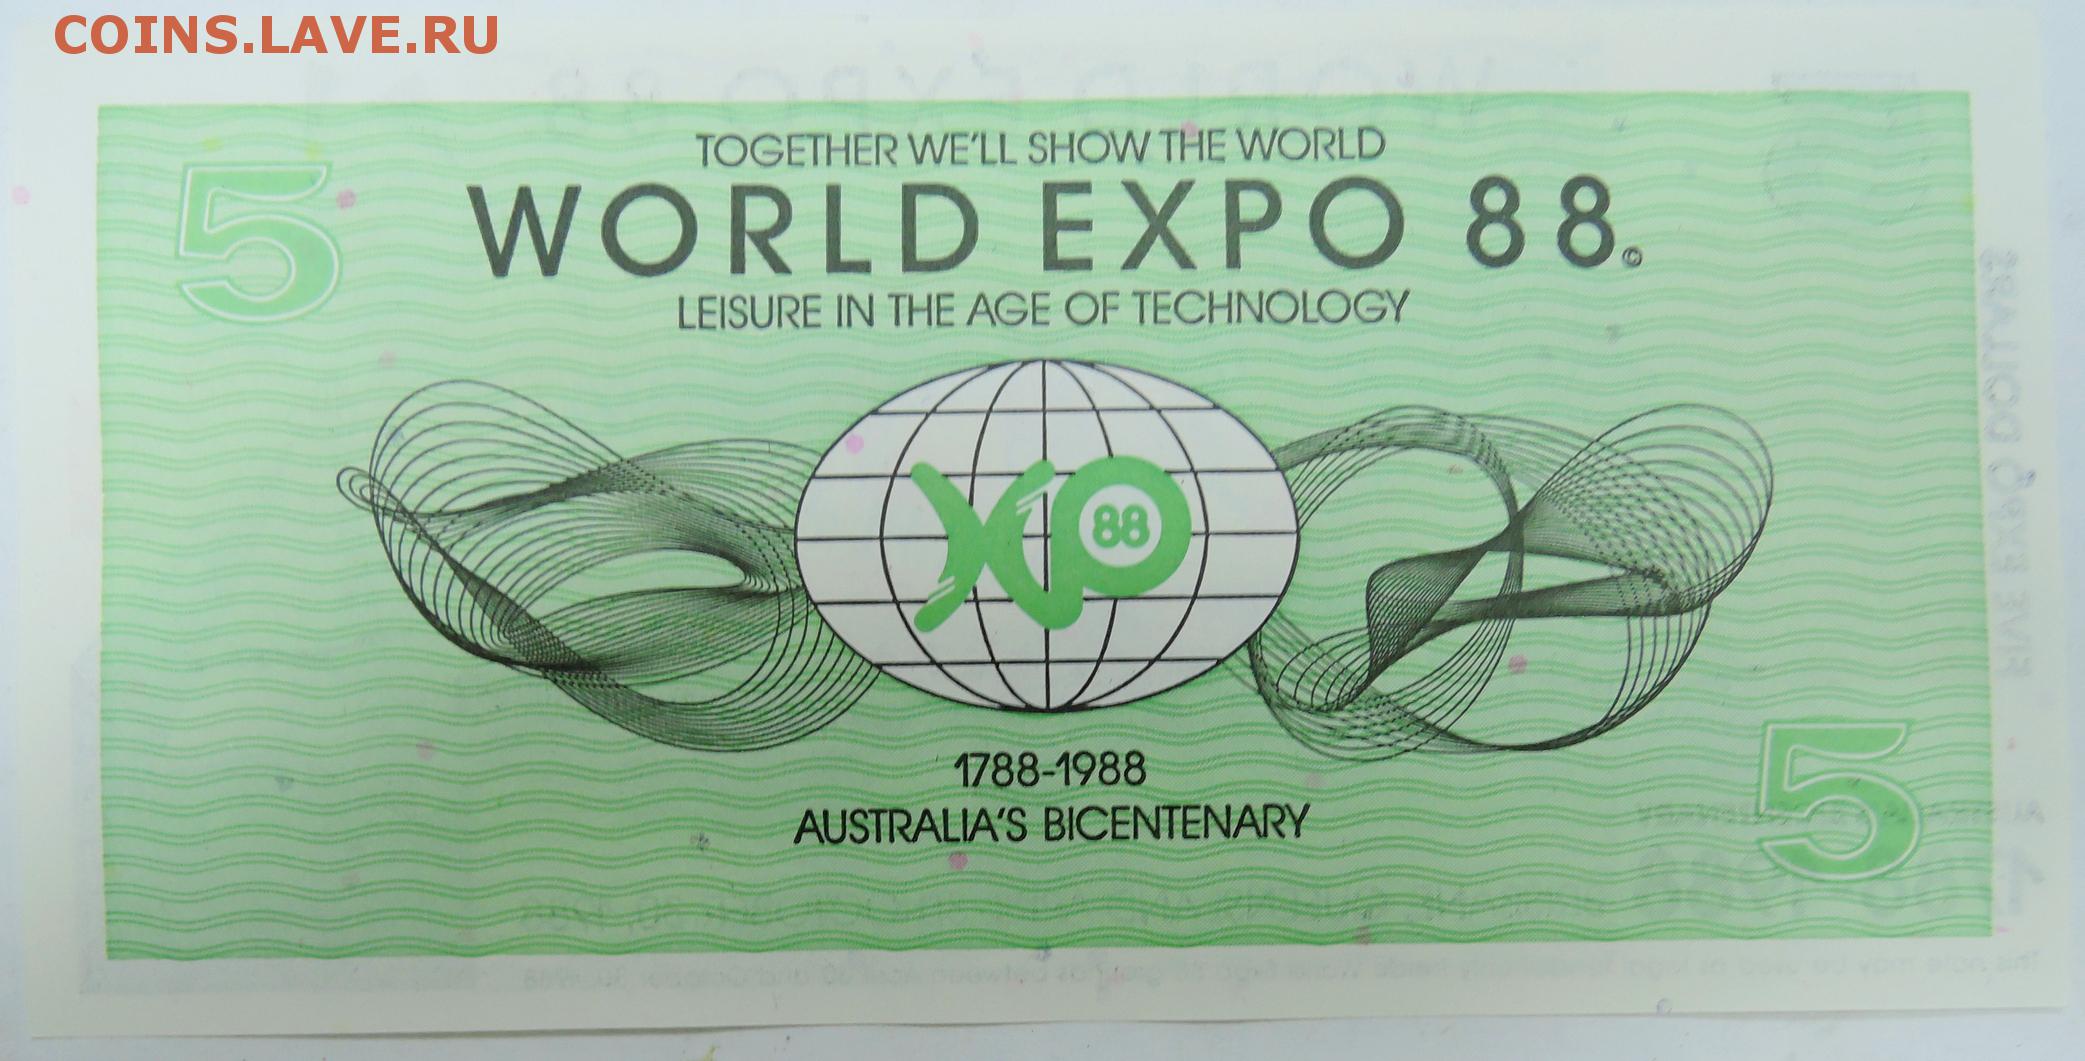 COINS.LAVE.RU
TOGETHER WE'LL SHOW THE WORLD
WORLD EXPO 88.©
5
LEISURE IN THE AGE OF TECHNOLOGY
XPO 88
1788-1988
AUSTRALIA'S BICENTENARY
5